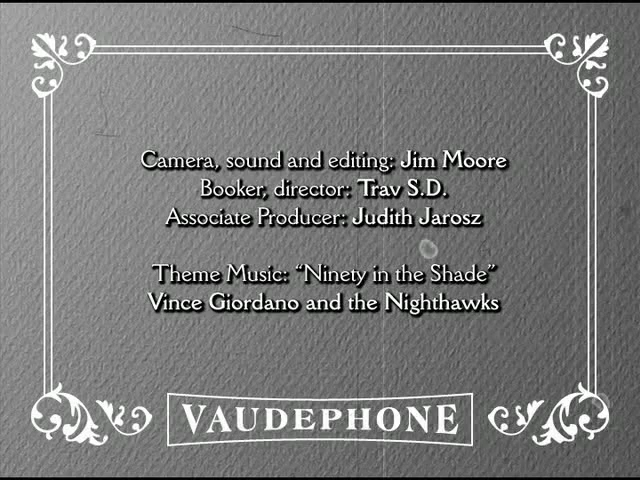 Camera, sound and editing: Jim Moore
Booker, director: Trav S.D.
Associate Producer: Judith Jarosz
Theme Music: “Ninety in the Shade”
Vince Giordano and the Nighthawks
VAUDEPHONE